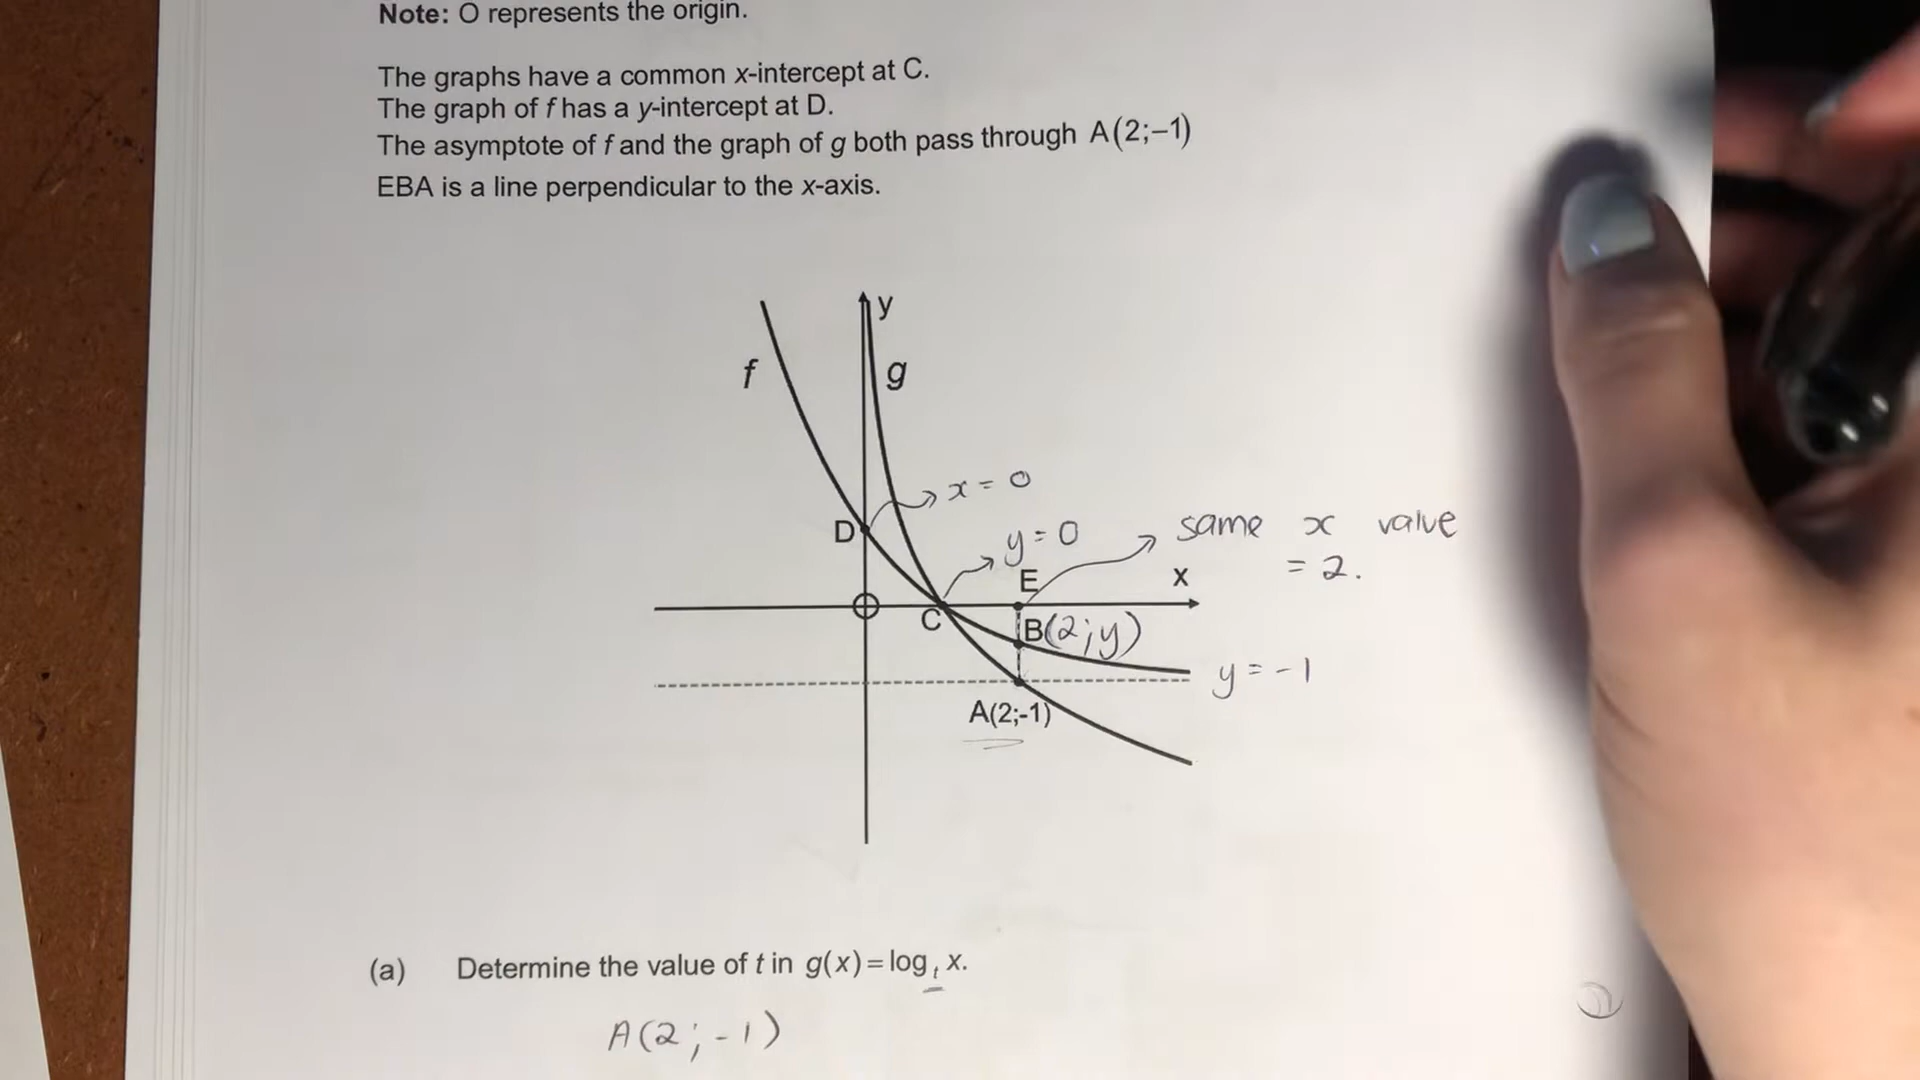 Note: O represents the origin.
The graphs have a common x-intercept at C.
The graph of f has a y-intercept at D.
The asymptote of f and the graph of g both pass through A(2;–1)
EBA is a line perpendicular to the x-axis.
y
f
g
x = 0
D
y = 0
same x value
= 2.
E
x
C
B(2;y)
y = -1
A(2;-1)
(a) Determine the value of t in g(x) = logₜ x.
A(2; -1)